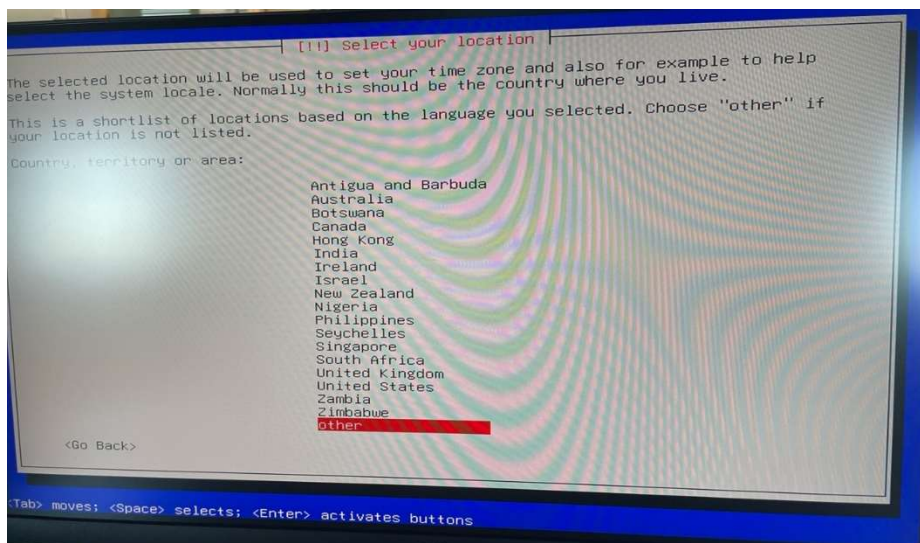 [!!] Select your location
The selected location will be used to set your time zone and also for example to help
select the system locale. Normally this should be the country where you live.
This is a shortlist of locations based on the language you selected. Choose "other" if
your location is not listed.
Country, territory or area:
Antigua and Barbuda
Australia
Botswana
Canada
Hong Kong
India
Ireland
Israel
New Zealand
Nigeria
Philippines
Seychelles
Singapore
South Africa
United Kingdom
United States
Zambia
Zimbabwe
other
<Go Back>
<Tab> moves; <Space> selects; <Enter> activates buttons